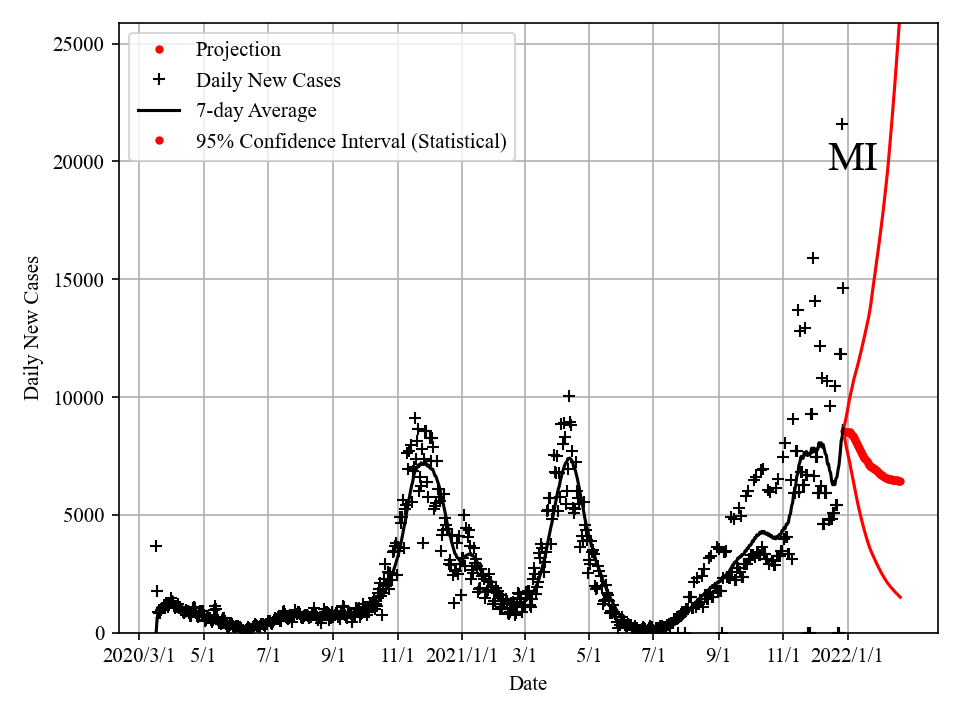 Projection
Daily New Cases
7-day Average
95% Confidence Interval (Statistical)
MI
25000
20000
15000
10000
5000
0
Daily New Cases
2020/3/1 5/1 7/1 9/1 11/1 2021/1/1 3/1 5/1 7/1 9/1 11/1 2022/1/1
Date